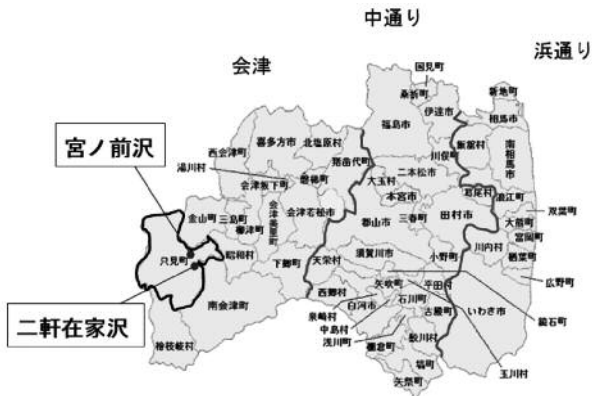 中通り
会津
浜通り
国見町
桑折町
伊達市
新地町
相馬市
福島市
飯舘村
南相馬市
宮ノ前沢
喜多方市
北塩原村
西会津町
猪苗代町
川俣町
湯川村
磐梯町
大玉村
二本松市
葛尾村
浪江町
会津坂下町
本宮市
双葉町
金山町
三島町
柳津町
会津美里町
会津若松市
郡山市
三春町
田村市
大熊町
富岡町
只見町
昭和村
下郷町
天栄村
須賀川市
小野町
川内村
楢葉町
広野町
二軒在家沢
南会津町
西郷村
泉崎村
白河市
矢吹町
石川町
平田村
いわき市
中島村
古殿町
鏡石町
浅川町
棚倉町
鮫川村
檜枝岐村
塙町
玉川村
矢祭町